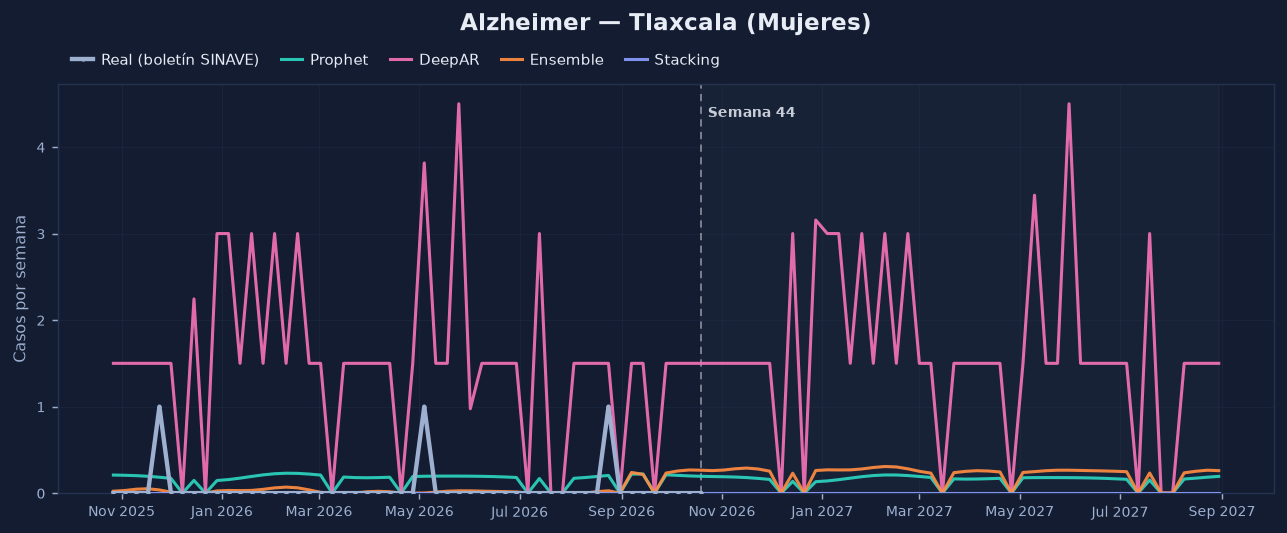 Alzheimer — Tlaxcala (Mujeres)
Real (boletín SINAVE) Prophet DeepAR Ensemble Stacking
Semana 44
Casos por semana
4
3
2
1
0
Nov 2025 Jan 2026 Mar 2026 May 2026 Jul 2026 Sep 2026 Nov 2026 Jan 2027 Mar 2027 May 2027 Jul 2027 Sep 2027